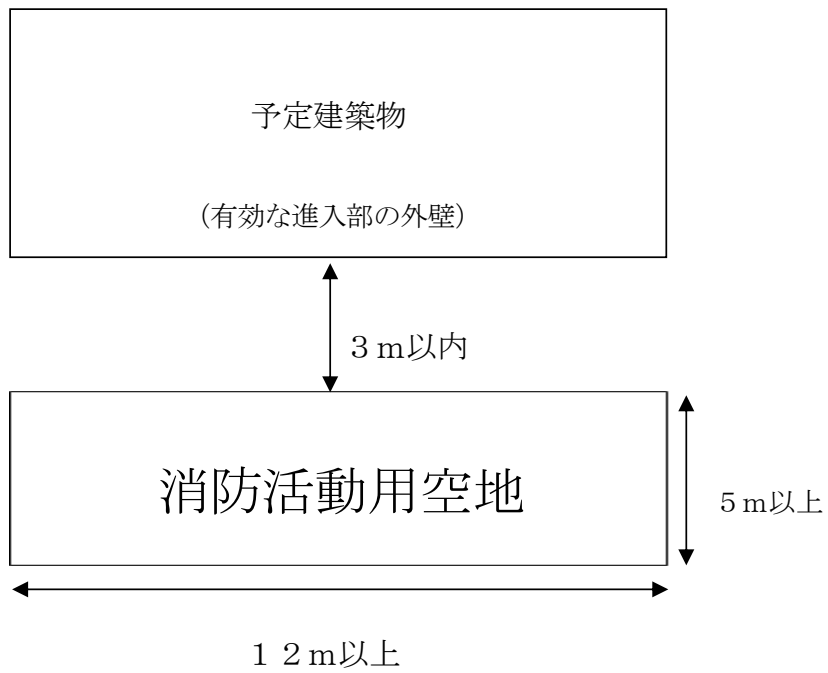 予定建築物
（有効な進入部の外壁）
３ｍ以内
消防活動用空地
５ｍ以上
１２ｍ以上